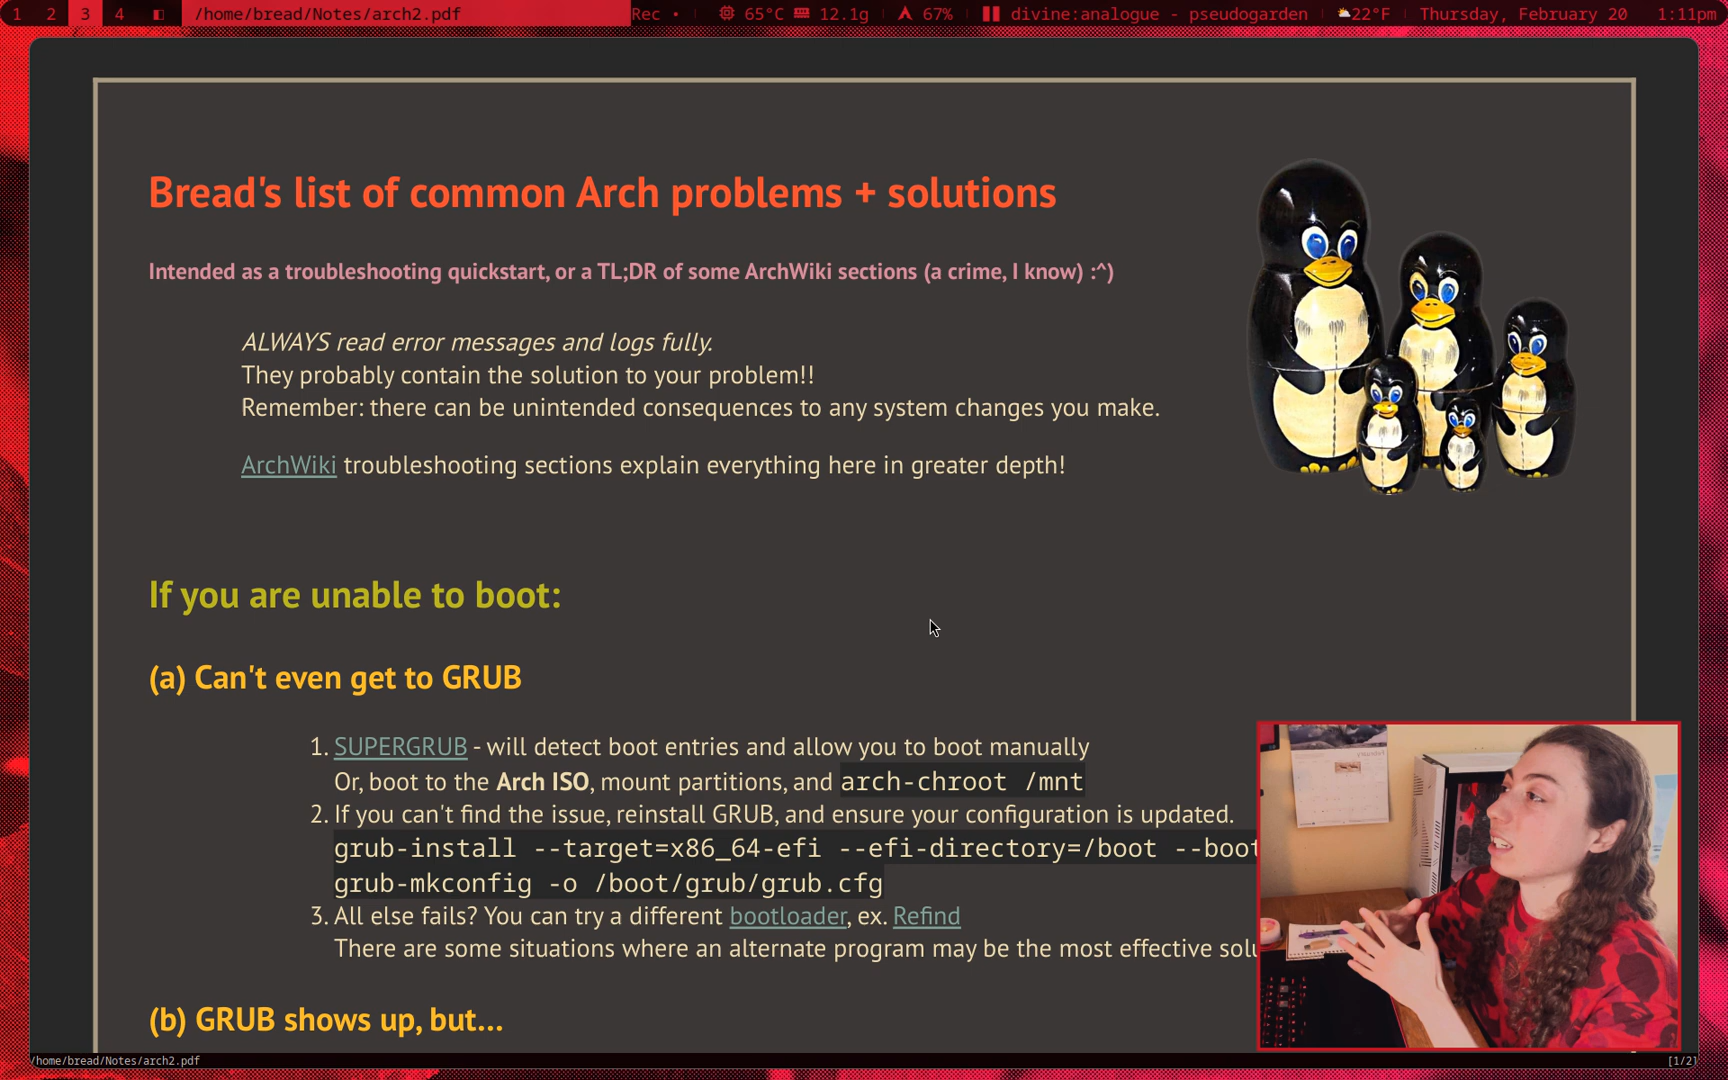 1 2 3 4 /home/bread/Notes/arch2.pdf Rec • 65°C 12.1g 67% divine:analogue - pseudogarden 22°F Thursday, February 20 1:11pm
Bread's list of common Arch problems + solutions
Intended as a troubleshooting quickstart, or a TL;DR of some ArchWiki sections (a crime, I know) :^)
ALWAYS read error messages and logs fully.
They probably contain the solution to your problem!!
Remember: there can be unintended consequences to any system changes you make.
ArchWiki troubleshooting sections explain everything here in greater depth!
If you are unable to boot:
(a) Can't even get to GRUB
1. SUPERGRUB - will detect boot entries and allow you to boot manually
Or, boot to the Arch ISO, mount partitions, and arch-chroot /mnt
2. If you can't find the issue, reinstall GRUB, and ensure your configuration is updated.
grub-install --target=x86_64-efi --efi-directory=/boot --boot
grub-mkconfig -o /boot/grub/grub.cfg
3. All else fails? You can try a different bootloader, ex. Refind
There are some situations where an alternate program may be the most effective solu
(b) GRUB shows up, but...
/home/bread/Notes/arch2.pdf [1/2]